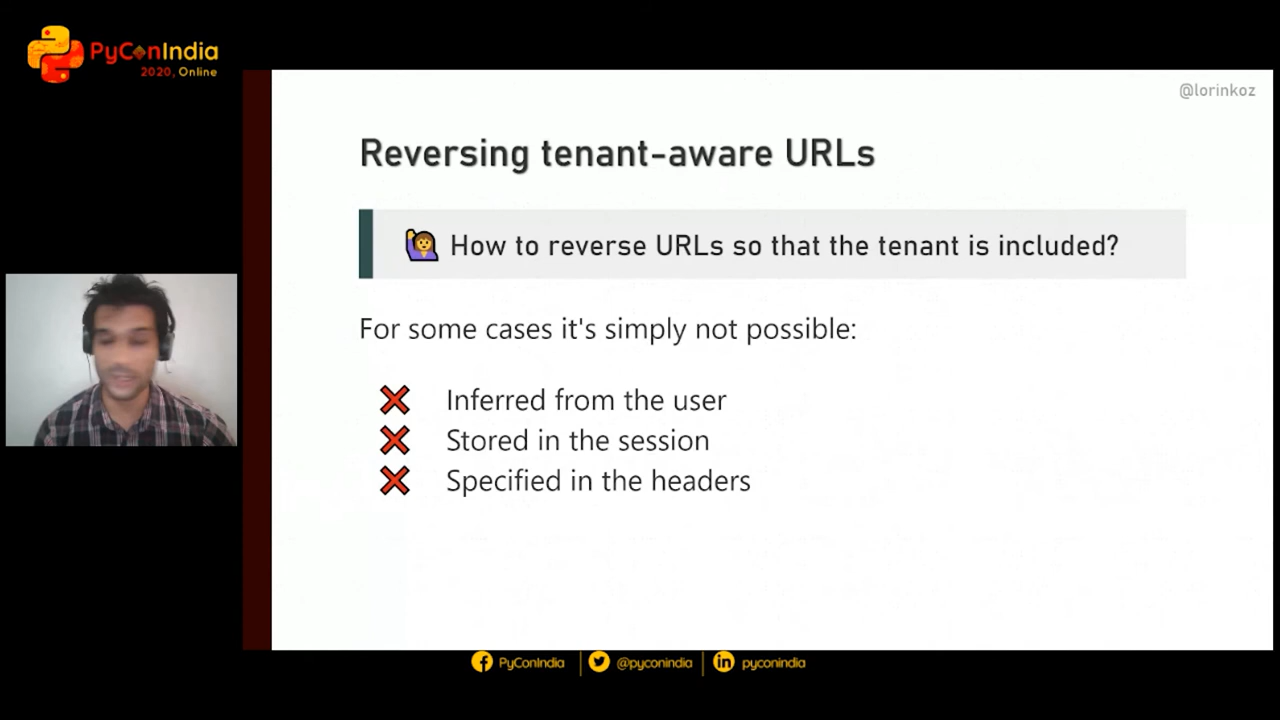 PyConIndia
2020, Online
@lorinkoz
Reversing tenant-aware URLs
How to reverse URLs so that the tenant is included?
For some cases it's simply not possible:
Inferred from the user
Stored in the session
Specified in the headers
PyConIndia
@pyconindia
pyconindia